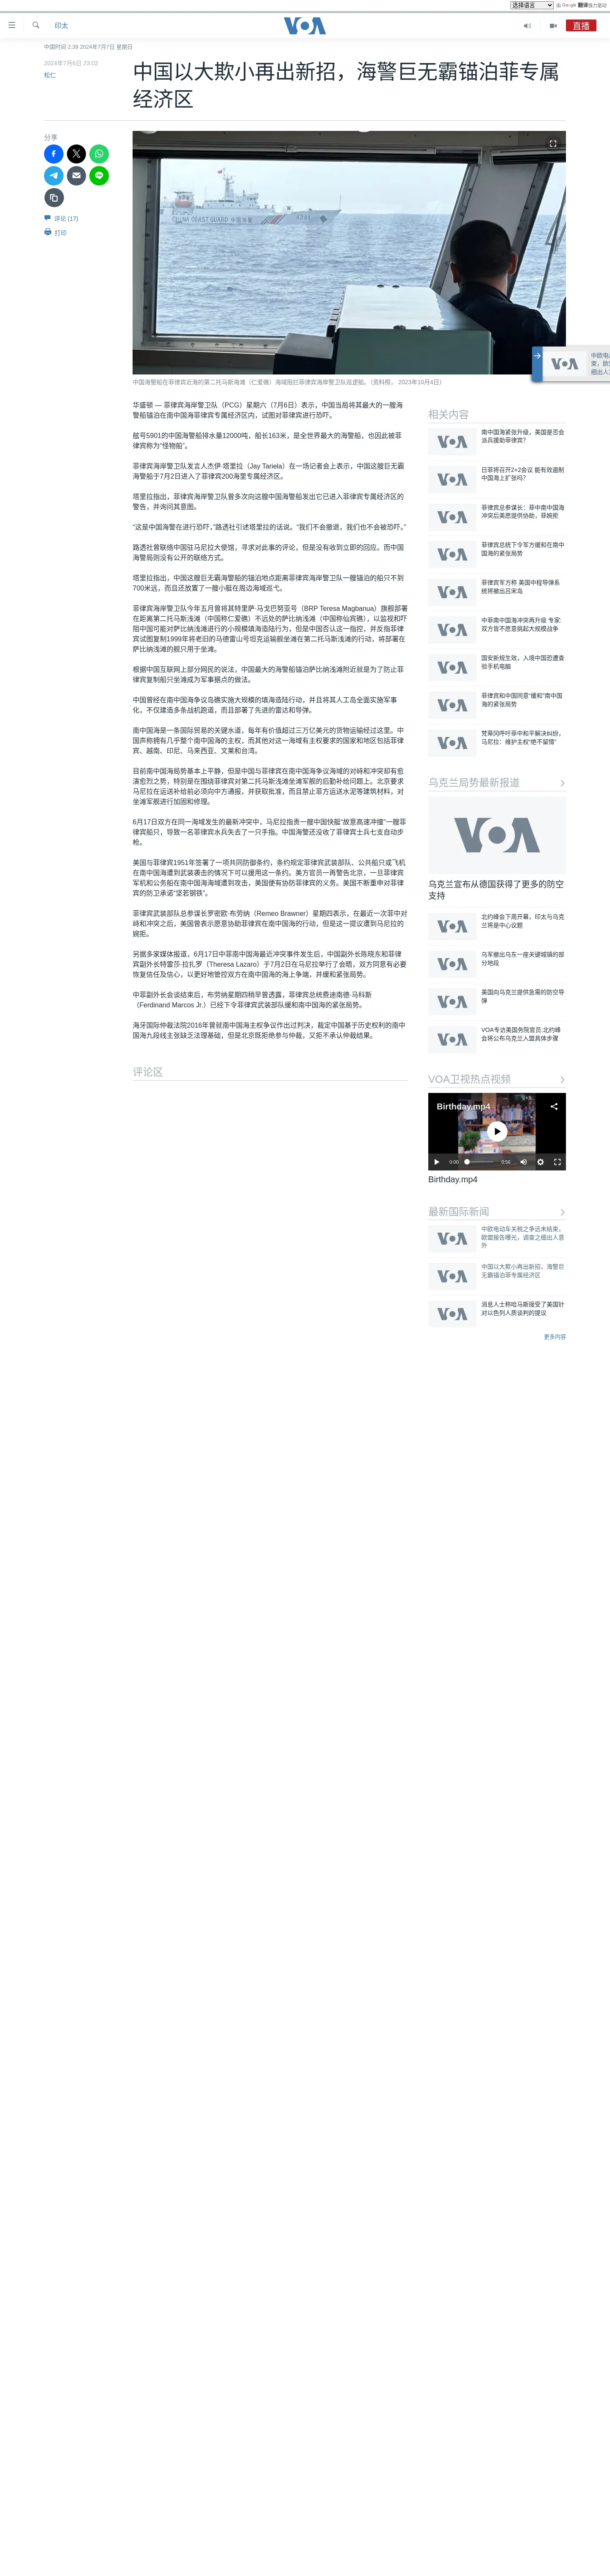 选择语言 由 Google 翻译强力驱动
印太
VOA
直播
中国时间 2:39 2024年7月7日 星期日
2024年7月6日 23:02
松仁
中国以大欺小再出新招，海警巨无霸锚泊菲专属
经济区
分享
评论 (17)
打印
CHINA COAST GUARD 中国海警
中国海警船在菲律宾近海的第二托马斯海滩（仁爱礁）海域阻拦菲律宾海岸警卫队巡逻船。（资料照， 2023年10月4日）
华盛顿 — 菲律宾海岸警卫队（PCG）星期六（7月6日）表示，中国当局将其最大的一艘海
警船锚泊在南中国海菲律宾专属经济区内，试图对菲律宾进行恐吓。
舷号5901的中国海警船排水量12000吨，船长163米，是全世界最大的海警船，也因此被菲
律宾称为“怪物船”。
菲律宾海岸警卫队发言人杰伊·塔里拉（Jay Tariela）在一场记者会上表示，中国这艘巨无霸
海警船于7月2日进入了菲律宾200海里专属经济区。
塔里拉指出，菲律宾海岸警卫队曾多次向这艘中国海警船发出它已进入菲律宾专属经济区的
警告，并询问其意图。
“这是中国海警在进行恐吓，”路透社引述塔里拉的话说。“我们不会撤退，我们也不会被恐吓。”
路透社曾联络中国驻马尼拉大使馆，寻求对此事的评论，但是没有收到立即的回应。而中国
海警局则没有公开的联络方式。
塔里拉指出，中国这艘巨无霸海警船的锚泊地点距离菲律宾海岸警卫队一艘锚泊的船只不到
700米远，而且还放置了一艘小艇在周边海域巡弋。
菲律宾海岸警卫队今年五月曾将其特里萨·马戈巴努亚号（BRP Teresa Magbanua）旗舰部署
在距离第二托马斯浅滩（中国称仁爱礁）不远处的萨比纳浅滩（中国称仙宾礁），以监视和吓
阻中国可能对萨比纳浅滩进行的小规模填海造陆行为，但是中国否认这一指控，并反指菲律
宾试图复制1999年将老旧的马德雷山号坦克运输舰坐滩在第二托马斯浅滩的行动，将部署在
萨比纳浅滩的舰只用于坐滩。
根据中国互联网上部分网民的说法，中国最大的海警船锚泊萨比纳浅滩附近就是为了防止菲
律宾复制船只坐滩成为军事据点的做法。
中国曾经在南中国海争议岛礁实施大规模的填海造陆行动，并且将其人工岛全面实施军事
化，不仅建造多条战机跑道，而且部署了先进的雷达和导弹。
南中国海是一条国际贸易的关键水道，每年有价值超过三万亿美元的货物运输经过这里。中
国声称拥有几乎整个南中国海的主权，而其他对这一海域有主权要求的国家和地区包括菲律
宾、越南、印尼、马来西亚、文莱和台湾。
目前南中国海局势基本上平静，但是中国与菲律宾在南中国海争议海域的对峙和冲突却有愈
演愈烈之势，特别是在围绕菲律宾对第二托马斯浅滩坐滩军舰的后勤补给问题上。北京要求
马尼拉在运送补给前必须向中方通报，并获取批准，而且禁止菲方运送水泥等建筑材料，对
坐滩军舰进行加固和修理。
6月17日双方在同一海域发生的最新冲突中，马尼拉指责一艘中国快艇“故意高速冲撞”一艘菲
律宾船只，导致一名菲律宾水兵失去了一只手指。中国海警还没收了菲律宾士兵七支自动步
枪。
美国与菲律宾1951年签署了一项共同防御条约，条约规定菲律宾武装部队、公共船只或飞机
在南中国海遭到武装袭击的情况下可以援用这一条约。美方官员一再警告北京，一旦菲律宾
军机和公务船在南中国海海域遭到攻击，美国便有协防菲律宾的义务。美国不断重申对菲律
宾的防卫承诺“坚若钢铁”。
菲律宾武装部队总参谋长罗密欧·布劳纳（Remeo Brawner）星期四表示，在最近一次菲中对
峙和冲突之后，美国曾表示愿意协助菲律宾在南中国海的行动，但是这一提议遭到马尼拉的
婉拒。
另据多家媒体报道，6月17日中菲南中国海最近冲突事件发生后，中国副外长陈晓东和菲律
宾副外长特蕾莎·拉扎罗（Theresa Lazaro）于7月2日在马尼拉举行了会晤，双方同意有必要
恢复信任及信心，以更好地管控双方在南中国海的海上争端，并缓和紧张局势。
中菲副外长会谈结束后，布劳纳星期四稍早曾透露，菲律宾总统费迪南德·马科斯
（Ferdinand Marcos Jr.）已经下令菲律宾武装部队缓和南中国海的紧张局势。
海牙国际仲裁法院2016年曾就南中国海主权争议作出过判决，裁定中国基于历史权利的南中
国海九段线主张缺乏法理基础，但是北京既拒绝参与仲裁，又拒不承认仲裁结果。
评论区
相关内容
南中国海紧张升级，美国是否会
派兵援助菲律宾？
日菲将召开2+2会议 能有效遏制
中国海上扩张吗？
菲律宾总参谋长：菲中南中国海
冲突后美愿提供协助，菲婉拒
菲律宾总统下令军方缓和在南中
国海的紧张局势
菲律宾军方称 美国中程导弹系
统将撤出吕宋岛
中菲南中国海冲突再升级 专家:
双方皆不愿意挑起大规模战争
国安新规生效，入境中国恐遭查
验手机电脑
菲律宾和中国同意“缓和”南中国
海的紧张局势
梵蒂冈呼吁菲中和平解决纠纷，
马尼拉：维护主权“绝不留情”
乌克兰局势最新报道
VOA
乌克兰宣布从德国获得了更多的防空
支持
北约峰会下周开幕，印太与乌克
兰将是中心议题
乌军撤出乌东一座关键城镇的部
分地段
美国向乌克兰提供急需的防空导
弹
VOA专访美国务院官员:北约峰
会将公布乌克兰入盟具体步骤
VOA卫视热点视频
Birthday.mp4
0:00 0:56
Birthday.mp4
最新国际新闻
中欧电动车关税之争远未结束，
欧盟报告曝光，调查之细出人意
外
中国以大欺小再出新招，海警巨
无霸锚泊菲专属经济区
消息人士称哈马斯接受了美国针
对以色列人质谈判的提议
更多内容